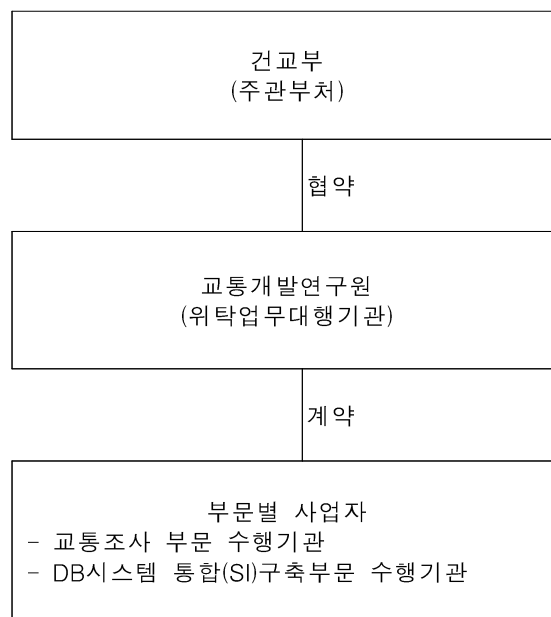 건교부
(주관부처)
협약
교통개발연구원
(위탁업무대행기관)
계약
부문별 사업자
- 교통조사 부문 수행기관
- DB시스템 통합(SI)구축부문 수행기관